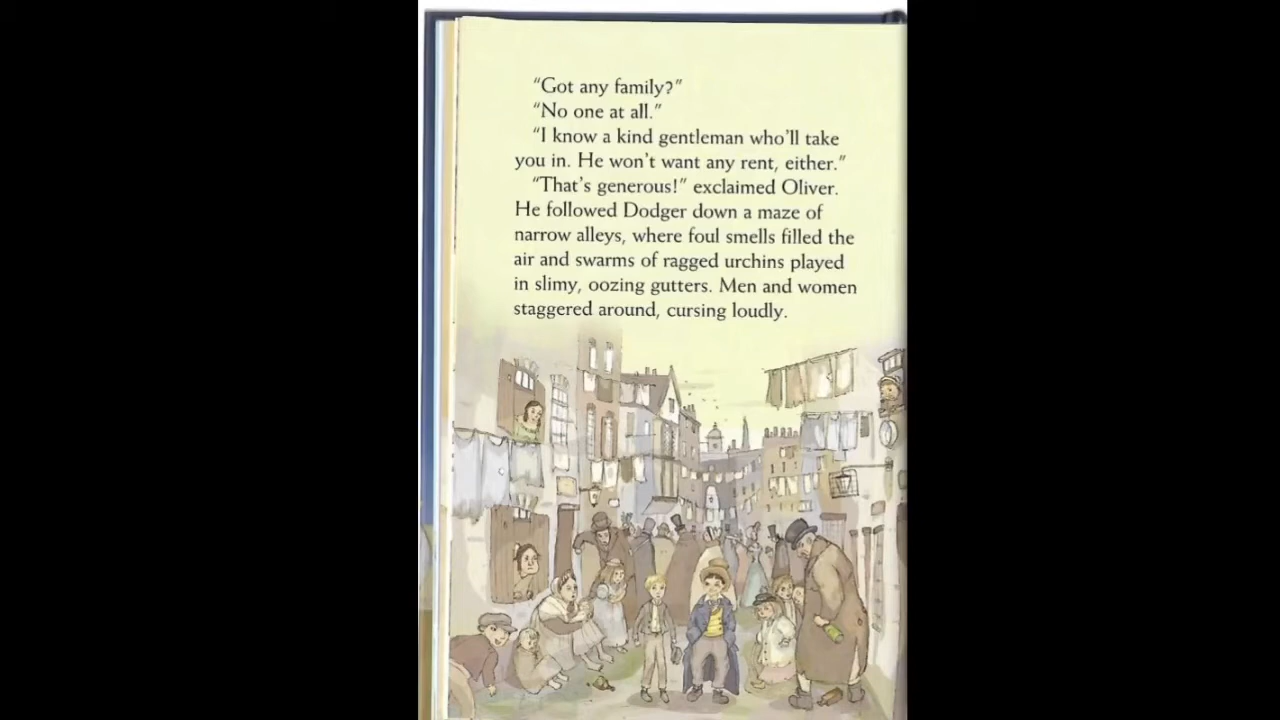 “Got any family?”
“No one at all.”
“I know a kind gentleman who’ll take
you in. He won’t want any rent, either.”
“That’s generous!” exclaimed Oliver.
He followed Dodger down a maze of
narrow alleys, where foul smells filled the
air and swarms of ragged urchins played
in slimy, oozing gutters. Men and women
staggered around, cursing loudly.